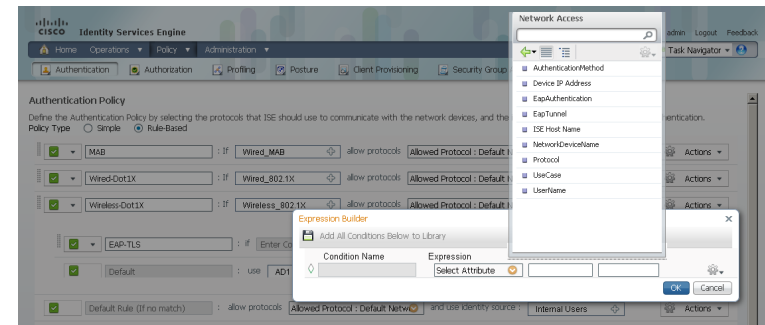 Network Access
CISCO Identity Services Engine
admin Logout Feedback
Home Operations Policy Administration
Task Navigator
Authentication Authorization Profiling Posture Client Provisioning Security Group
AuthenticationMethod
Device IP Address
EapAuthentication
EapTunnel
ISE Host Name
NetworkDeviceName
Protocol
UseCase
UserName
Authentication Policy
Define the Authentication Policy by selecting the protocols that ISE should use to communicate with the network devices, and the
Policy Type Simple Rule-Based
MAB : If Wired_MAB allow protocols Allowed Protocol : Default Actions
Wired-Dot1X : If Wired_802.1X allow protocols Allowed Protocol : Default Actions
Wireless-Dot1X : If Wireless_802.1X allow protocols Allowed Protocol : Default Actions
Expression Builder
Add All Conditions Below to Library
EAP-TLS : if Enter
Condition Name Expression
Default : use AD1
Select Attribute
OK Cancel
Default Rule (If no match) : allow protocols Allowed Protocol : Default and use identity source : Internal Users Actions